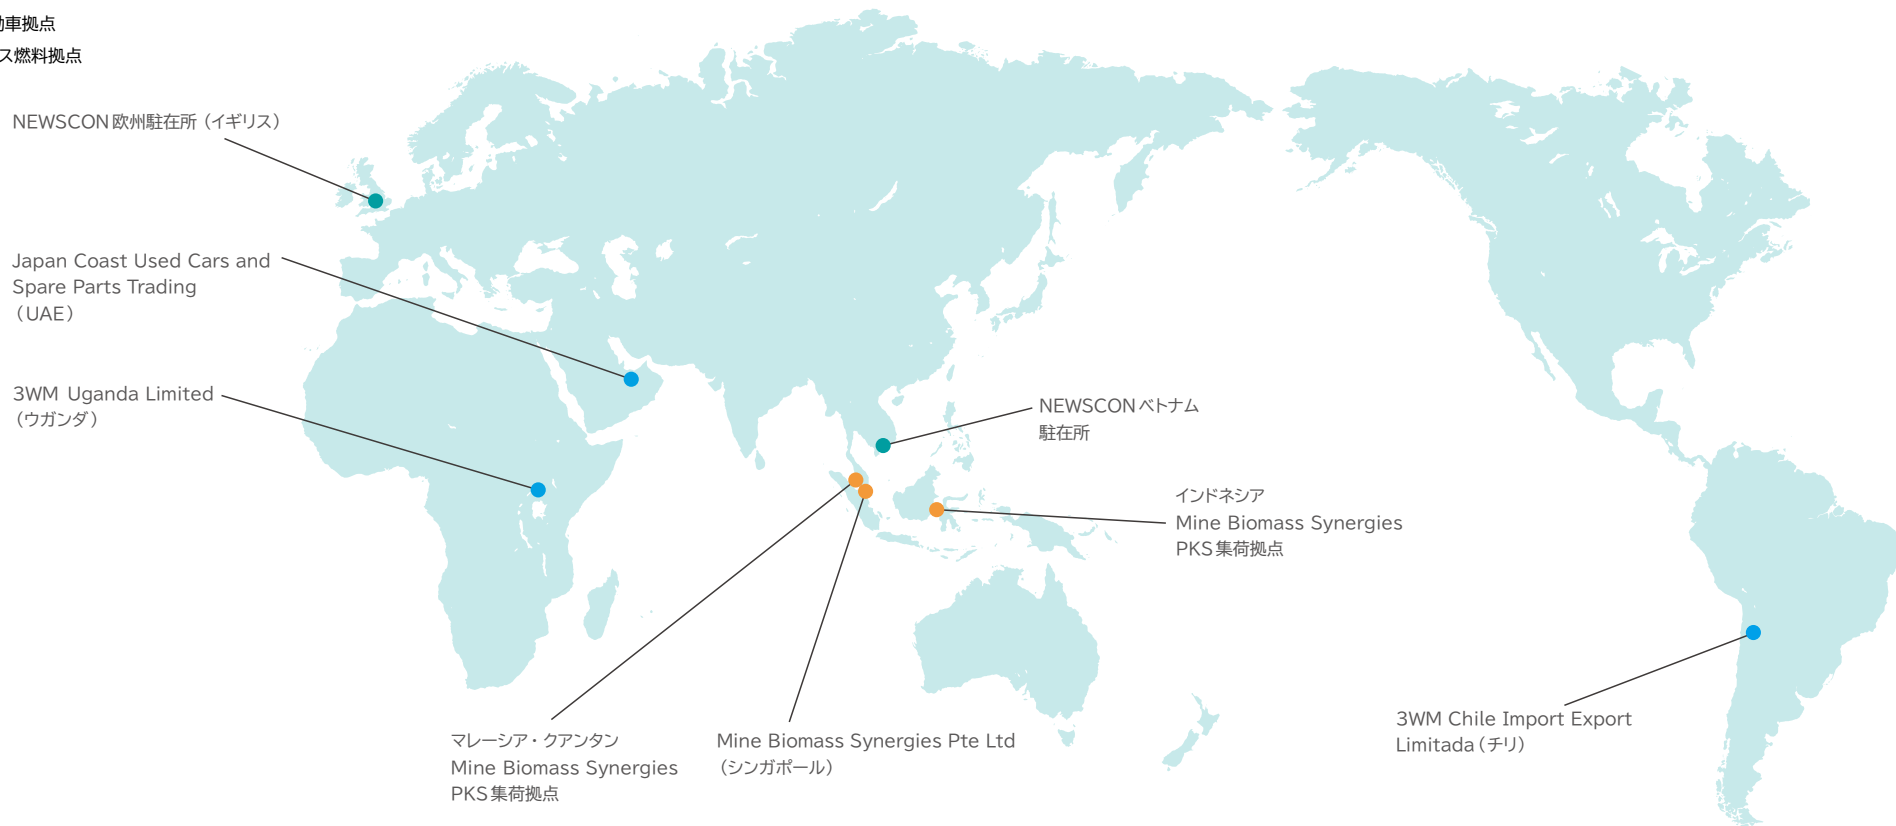 動車拠点
ス燃料拠点
NEWSCON欧州駐在所（イギリス）
Japan Coast Used Cars and
Spare Parts Trading
（UAE）
3WM Uganda Limited
（ウガンダ）
NEWSCONベトナム
駐在所
インドネシア
Mine Biomass Synergies
PKS集荷拠点
マレーシア・クアンタン
Mine Biomass Synergies
PKS集荷拠点
Mine Biomass Synergies Pte Ltd
（シンガポール）
3WM Chile Import Export
Limitada（チリ）